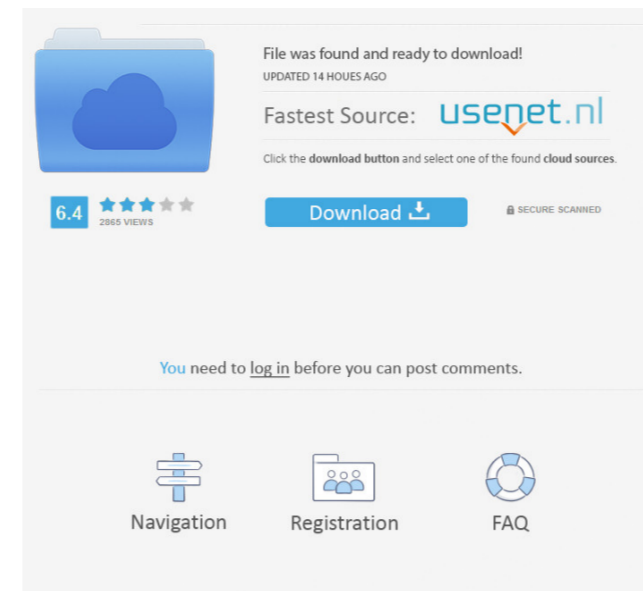 File was found and ready to download!
UPDATED 14 HOUES AGO
Fastest Source: usenet.nl
Click the download button and select one of the found cloud sources.
6.4
2865 VIEWS
Download
SECURE SCANNED
You need to log in before you can post comments.
Navigation
Registration
FAQ